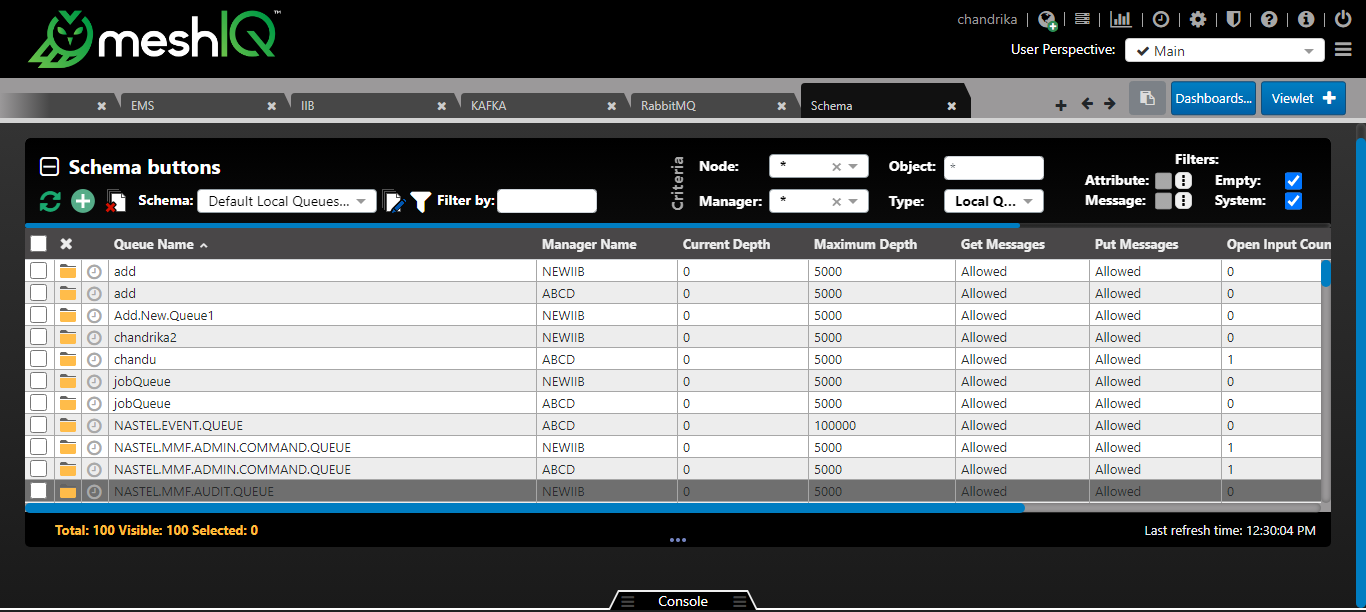 meshIQ™
chandrika
User Perspective: Main
EMS IIB KAFKA RabbitMQ Schema
Dashboards... Viewlet
Schema buttons
Criteria
Node: * Object: *
Filters:
Attribute: Empty:
Schema: Default Local Queues... Filter by:
Manager: * Type: Local Q...
Message: System:
Queue Name Manager Name Current Depth Maximum Depth Get Messages Put Messages Open Input Coun
add NEWIIB 0 5000 Allowed Allowed 0
add ABCD 0 5000 Allowed Allowed 0
Add.New.Queue1 NEWIIB 0 5000 Allowed Allowed 0
chandrika2 NEWIIB 0 5000 Allowed Allowed 0
chandu ABCD 0 5000 Allowed Allowed 1
jobQueue NEWIIB 0 5000 Allowed Allowed 0
jobQueue ABCD 0 5000 Allowed Allowed 0
NASTEL.EVENT.QUEUE ABCD 0 100000 Allowed Allowed 0
NASTEL.MMF.ADMIN.COMMAND.QUEUE NEWIIB 0 5000 Allowed Allowed 1
NASTEL.MMF.ADMIN.COMMAND.QUEUE ABCD 0 5000 Allowed Allowed 1
NASTEL.MMF.AUDIT.QUEUE NEWIIB 0 5000 Allowed Allowed 0
Total: 100 Visible: 100 Selected: 0
Last refresh time: 12:30:04 PM
Console